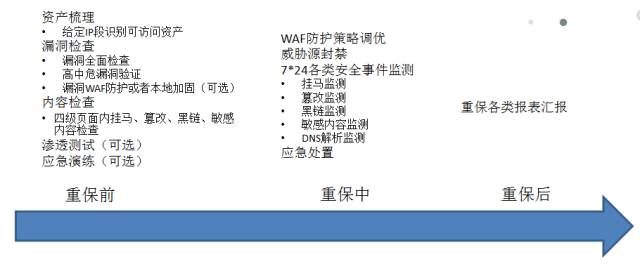 资产梳理
• 给定IP段识别可访问资产
漏洞检查
• 漏洞全面检查
• 高中危漏洞验证
• 漏洞WAF防护或者本地加固（可选）
内容检查
• 四级页面内挂马、篡改、黑链、敏感
内容检查
渗透测试（可选）
应急演练（可选）
WAF防护策略调优
威胁源封禁
7*24各类安全事件监测
• 挂马监测
• 篡改监测
• 黑链监测
• 敏感内容监测
• DNS解析监测
应急处置
重保各类报表汇报
重保前
重保中
重保后